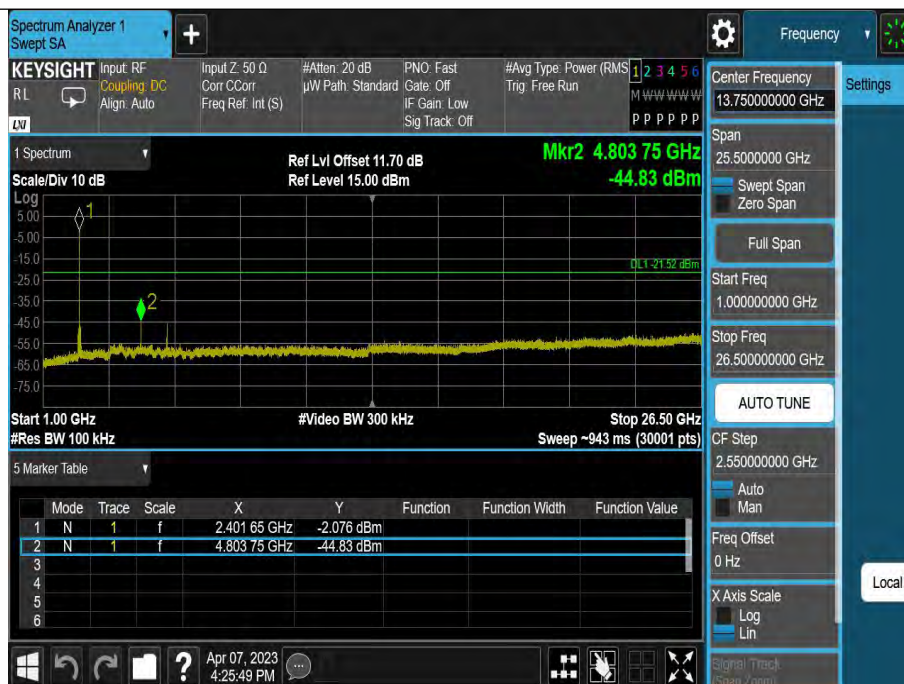 Spectrum Analyzer 1
Swept SA
+
Frequency
KEYSIGHT
RL
LXI
Input: RF
Coupling: DC
Align: Auto
Input Z: 50 Ω
Corr CCorr
Freq Ref: Int (S)
#Atten: 20 dB
µW Path: Standard
PNO: Fast
Gate: Off
IF Gain: Low
Sig Track: Off
#Avg Type: Power (RMS
Trig: Free Run
1 2 3 4 5 6
M W W W W W
P P P P P P
1 Spectrum
Scale/Div 10 dB
Ref Lvl Offset 11.70 dB
Ref Level 15.00 dBm
Mkr2 4.803 75 GHz
-44.83 dBm
Log
5.00
-5.00
-15.0
-25.0
-35.0
-45.0
-55.0
-65.0
-75.0
1
2
DL1 -21.52 dBm
Start 1.00 GHz
#Video BW 300 kHz
Stop 26.50 GHz
#Res BW 100 kHz
Sweep ~943 ms (30001 pts)
5 Marker Table
Mode Trace Scale X Y Function Function Width Function Value
1 N 1 f 2.401 65 GHz -2.076 dBm
2 N 1 f 4.803 75 GHz -44.83 dBm
3
4
5
6
?
Apr 07, 2023
4:25:49 PM
Center Frequency
13.750000000 GHz
Settings
Span
25.5000000 GHz
Swept Span
Zero Span
Full Span
Start Freq
1.000000000 GHz
Stop Freq
26.500000000 GHz
AUTO TUNE
CF Step
2.550000000 GHz
Auto
Man
Freq Offset
0 Hz
Local
X Axis Scale
Log
Lin
Signal Track
(Span Zoom)